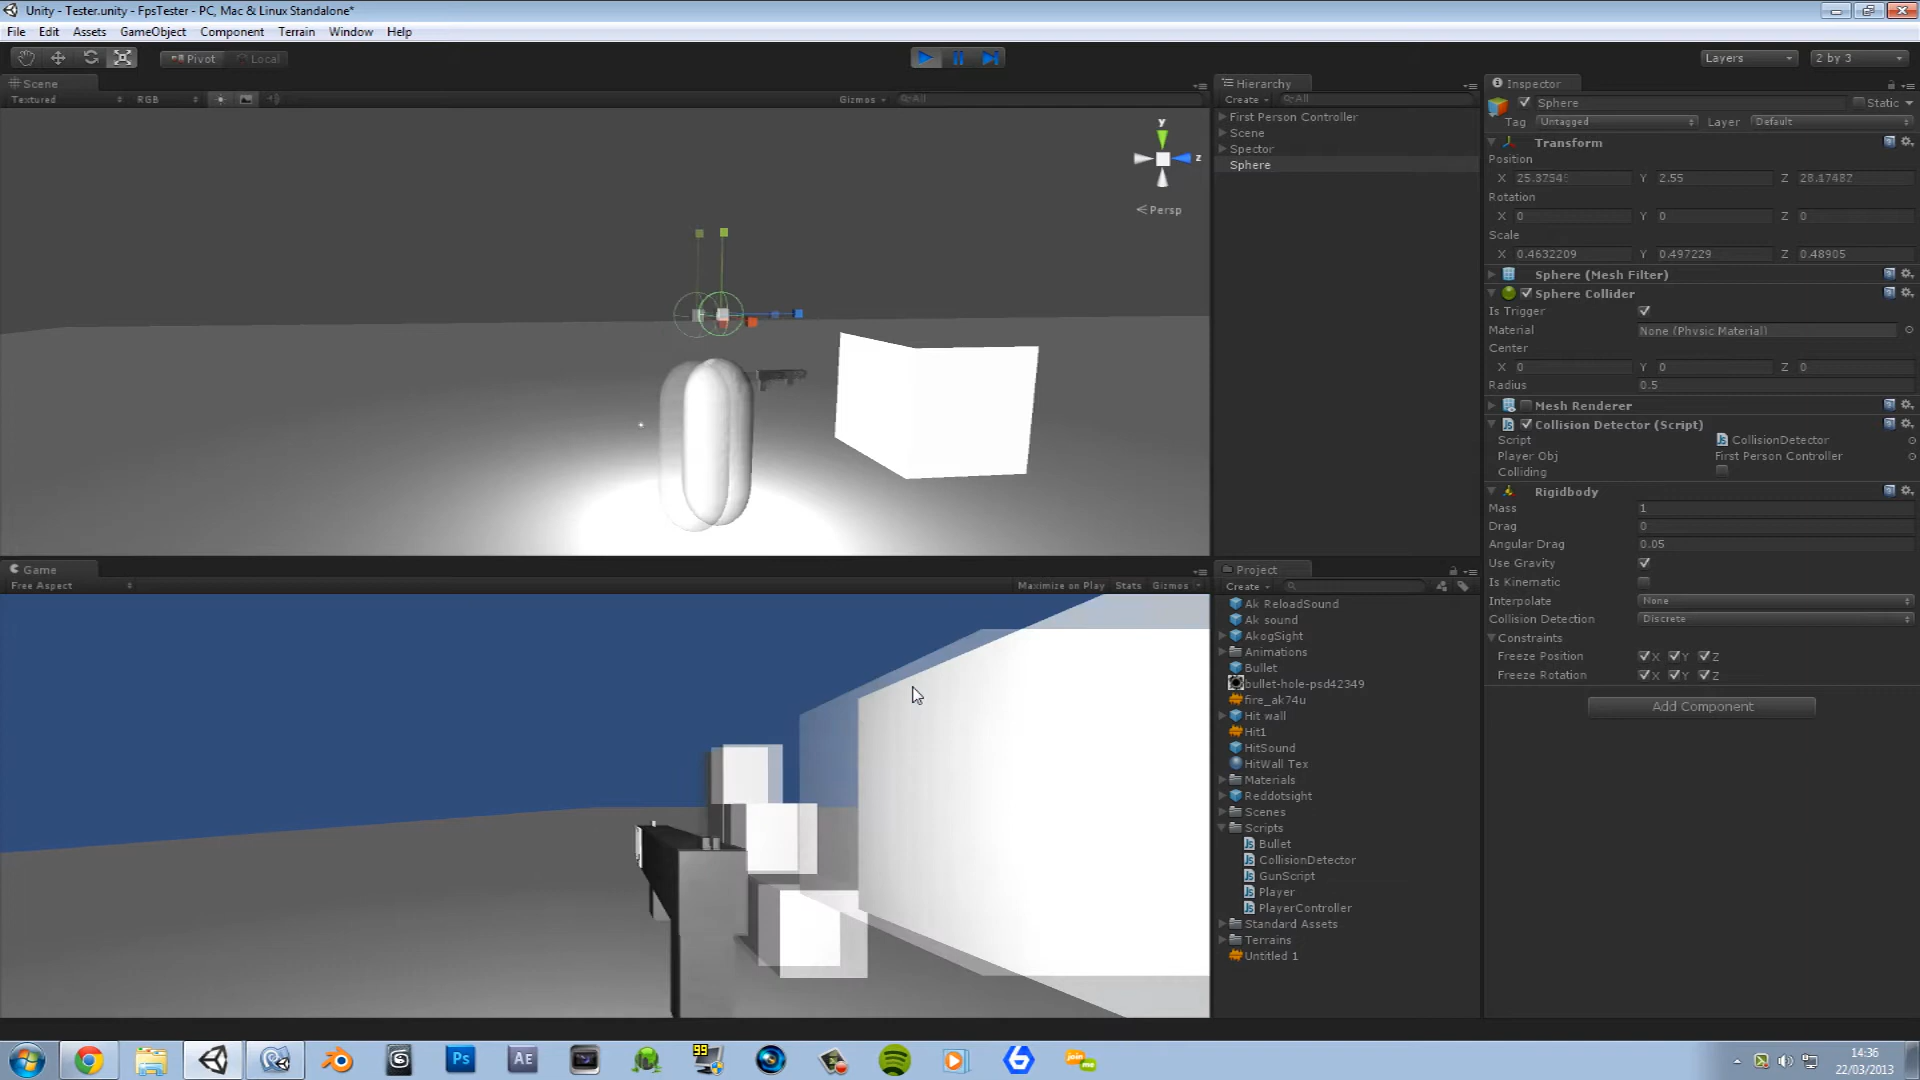 Unity - Tester.unity - FpsTester - PC, Mac & Linux Standalone*
File Edit Assets GameObject Component Terrain Window Help
Pivot Local
Layers
2 by 3
Scene
Textured RGB Gizmos All
y
z
Persp
Game
Free Aspect Maximize on Play Stats Gizmos
Hierarchy
Create All
First Person Controller
Scene
Spector
Sphere
Project
Create
Ak ReloadSound
Ak sound
AkogSight
Animations
Bullet
bullet-hole-psd42349
fire_ak74u
Hit wall
Hit1
HitSound
HitWall Tex
Materials
Reddotsight
Scenes
Scripts
Bullet
CollisionDetector
GunScript
Player
PlayerController
Standard Assets
Terrains
Untitled 1
Inspector
Sphere Static
Tag Untagged Layer Default
Transform
Position
X 25.37545 Y 2.55 Z 28.17487
Rotation
X 0 Y 0 Z 0
Scale
X 0.4632209 Y 0.497229 Z 0.48905
Sphere (Mesh Filter)
Sphere Collider
Is Trigger
Material None (Physic Material)
Center
X 0 Y 0 Z 0
Radius 0.5
Mesh Renderer
Collision Detector (Script)
Script CollisionDetector
Player Obj First Person Controller
Colliding
Rigidbody
Mass 1
Drag 0
Angular Drag 0.05
Use Gravity
Is Kinematic
Interpolate None
Collision Detection Discrete
Constraints
Freeze Position X Y Z
Freeze Rotation X Y Z
Add Component
Ps
AE
99
join
me
14:36
22/03/2013